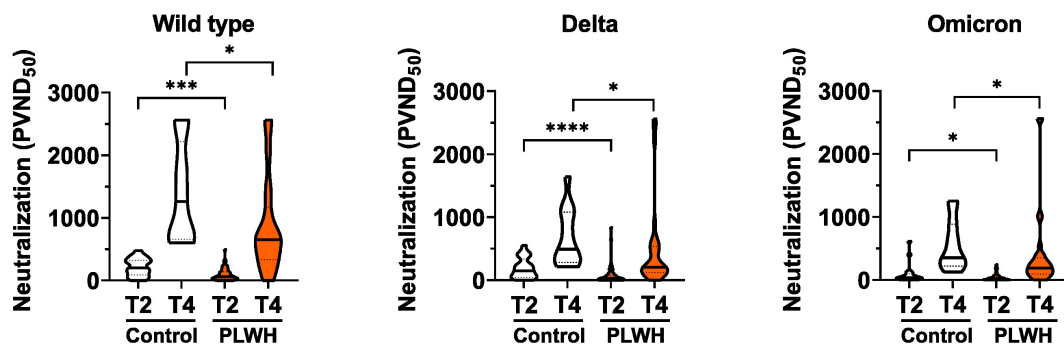 Wild type
Neutralization (PVND50)
*
***
3000
2000
1000
0
T2 T4 T2 T4
Control PLWH
Delta
Neutralization (PVND50)
*
****
3000
2000
1000
0
T2 T4 T2 T4
Control PLWH
Omicron
Neutralization (PVND50)
*
*
3000
2000
1000
0
T2 T4 T2 T4
Control PLWH